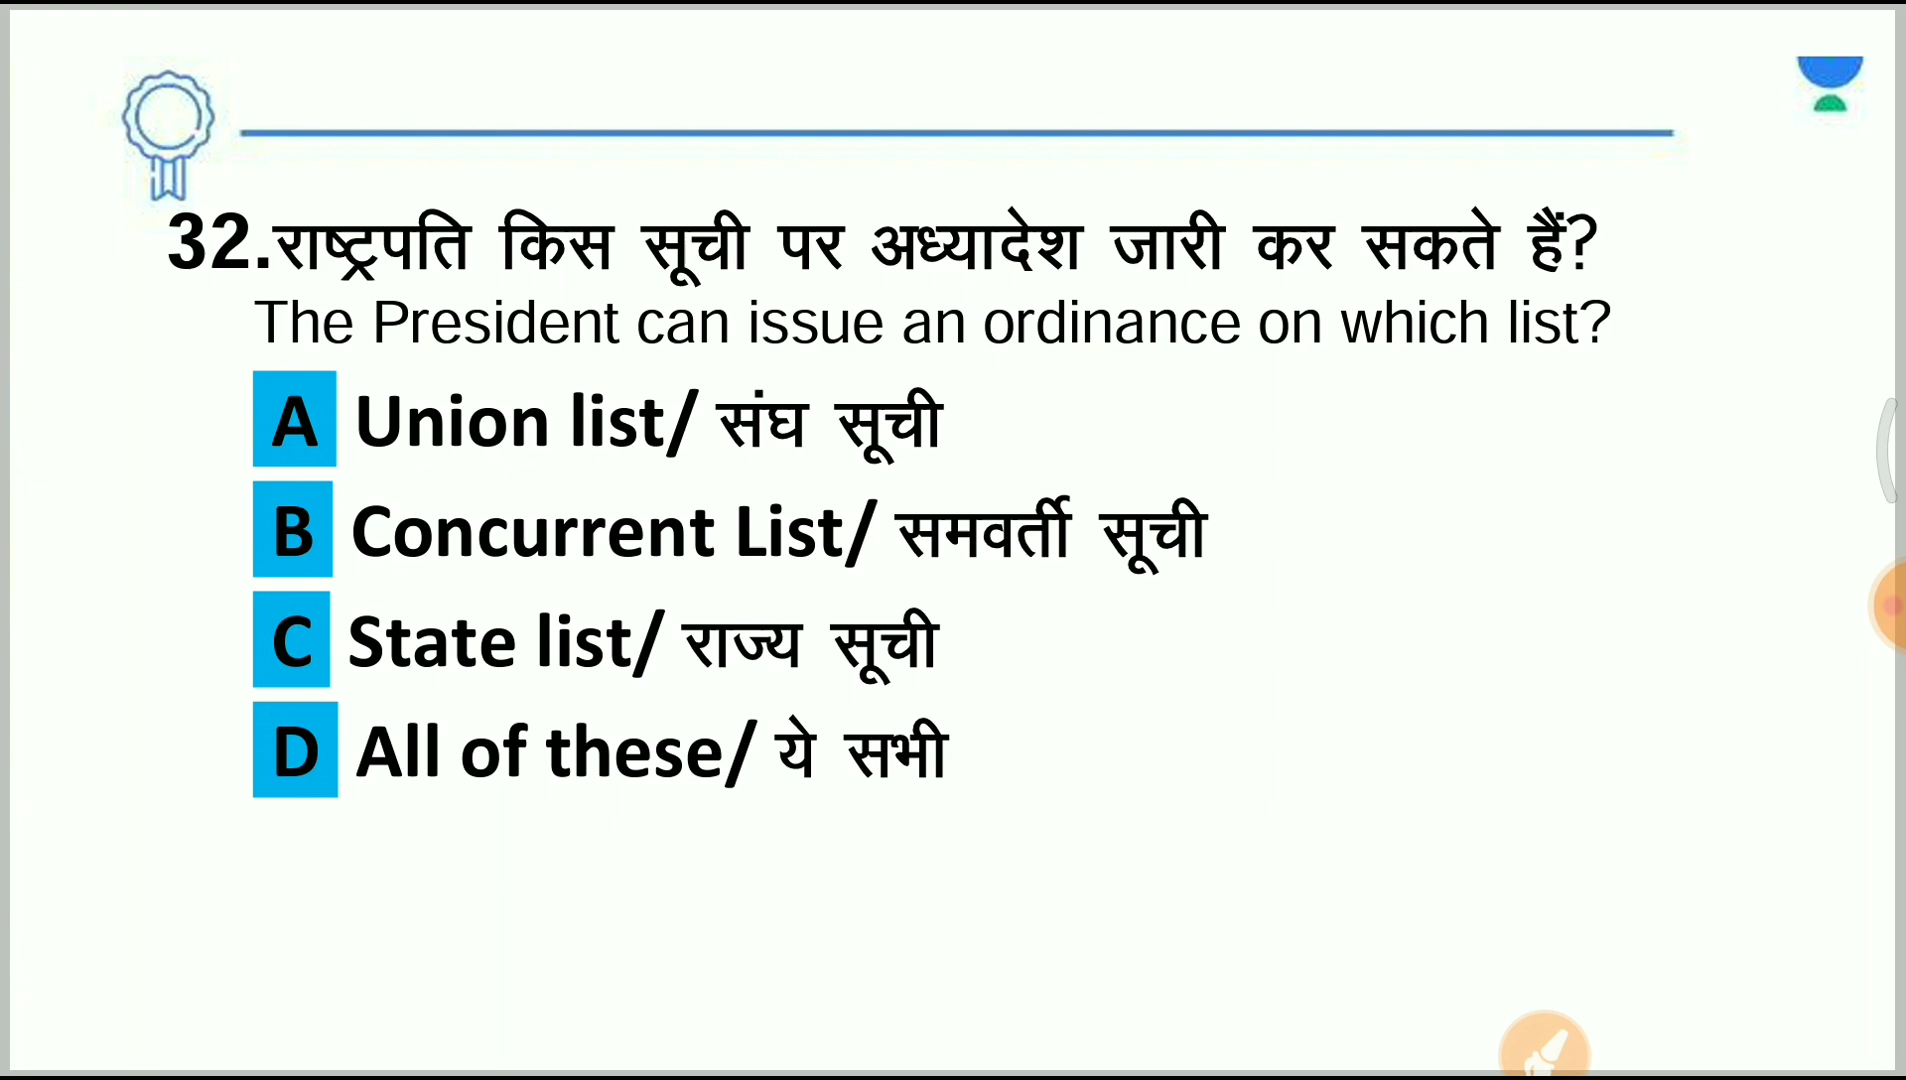 32.राष्ट्रपति किस सूची पर अध्यादेश जारी कर सकते हैं?
The President can issue an ordinance on which list?
A Union list/ संघ सूची
B Concurrent List/ समवर्ती सूची
C State list/ राज्य सूची
D All of these/ ये सभी